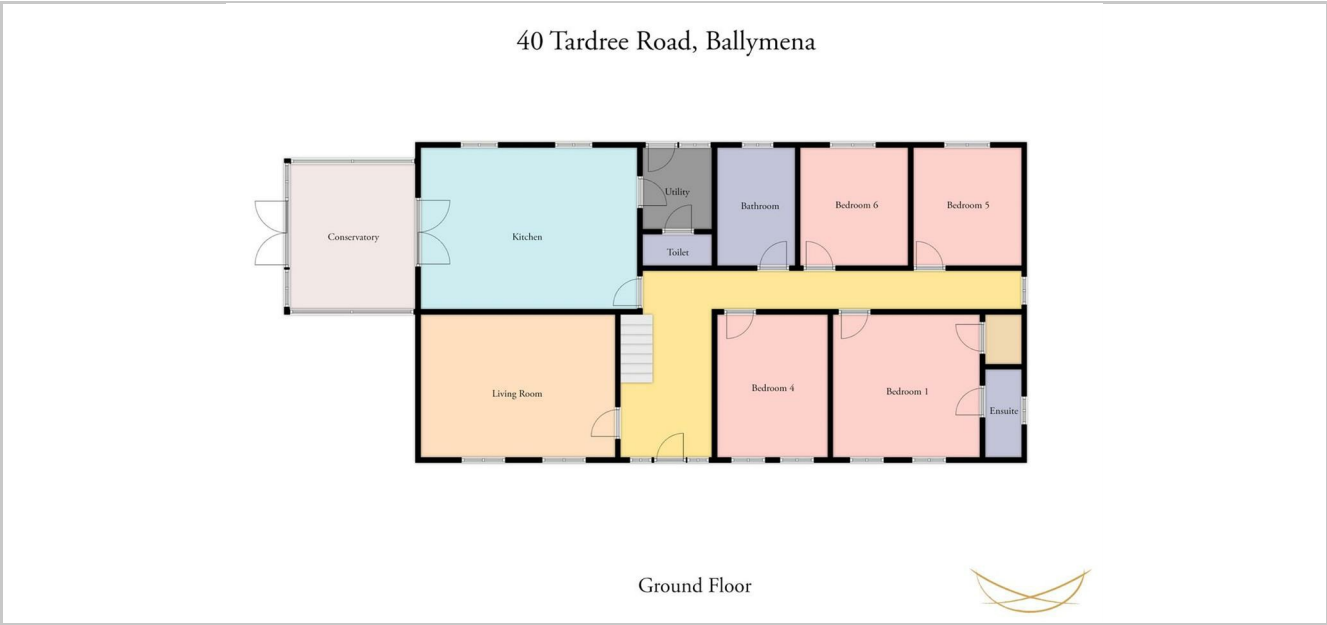 40 Tardree Road, Ballymena
Utility
Bathroom
Bedroom 6
Bedroom 5
Conservatory
Kitchen
Toilet
Living Room
Bedroom 4
Bedroom 1
Ensuite
Ground Floor